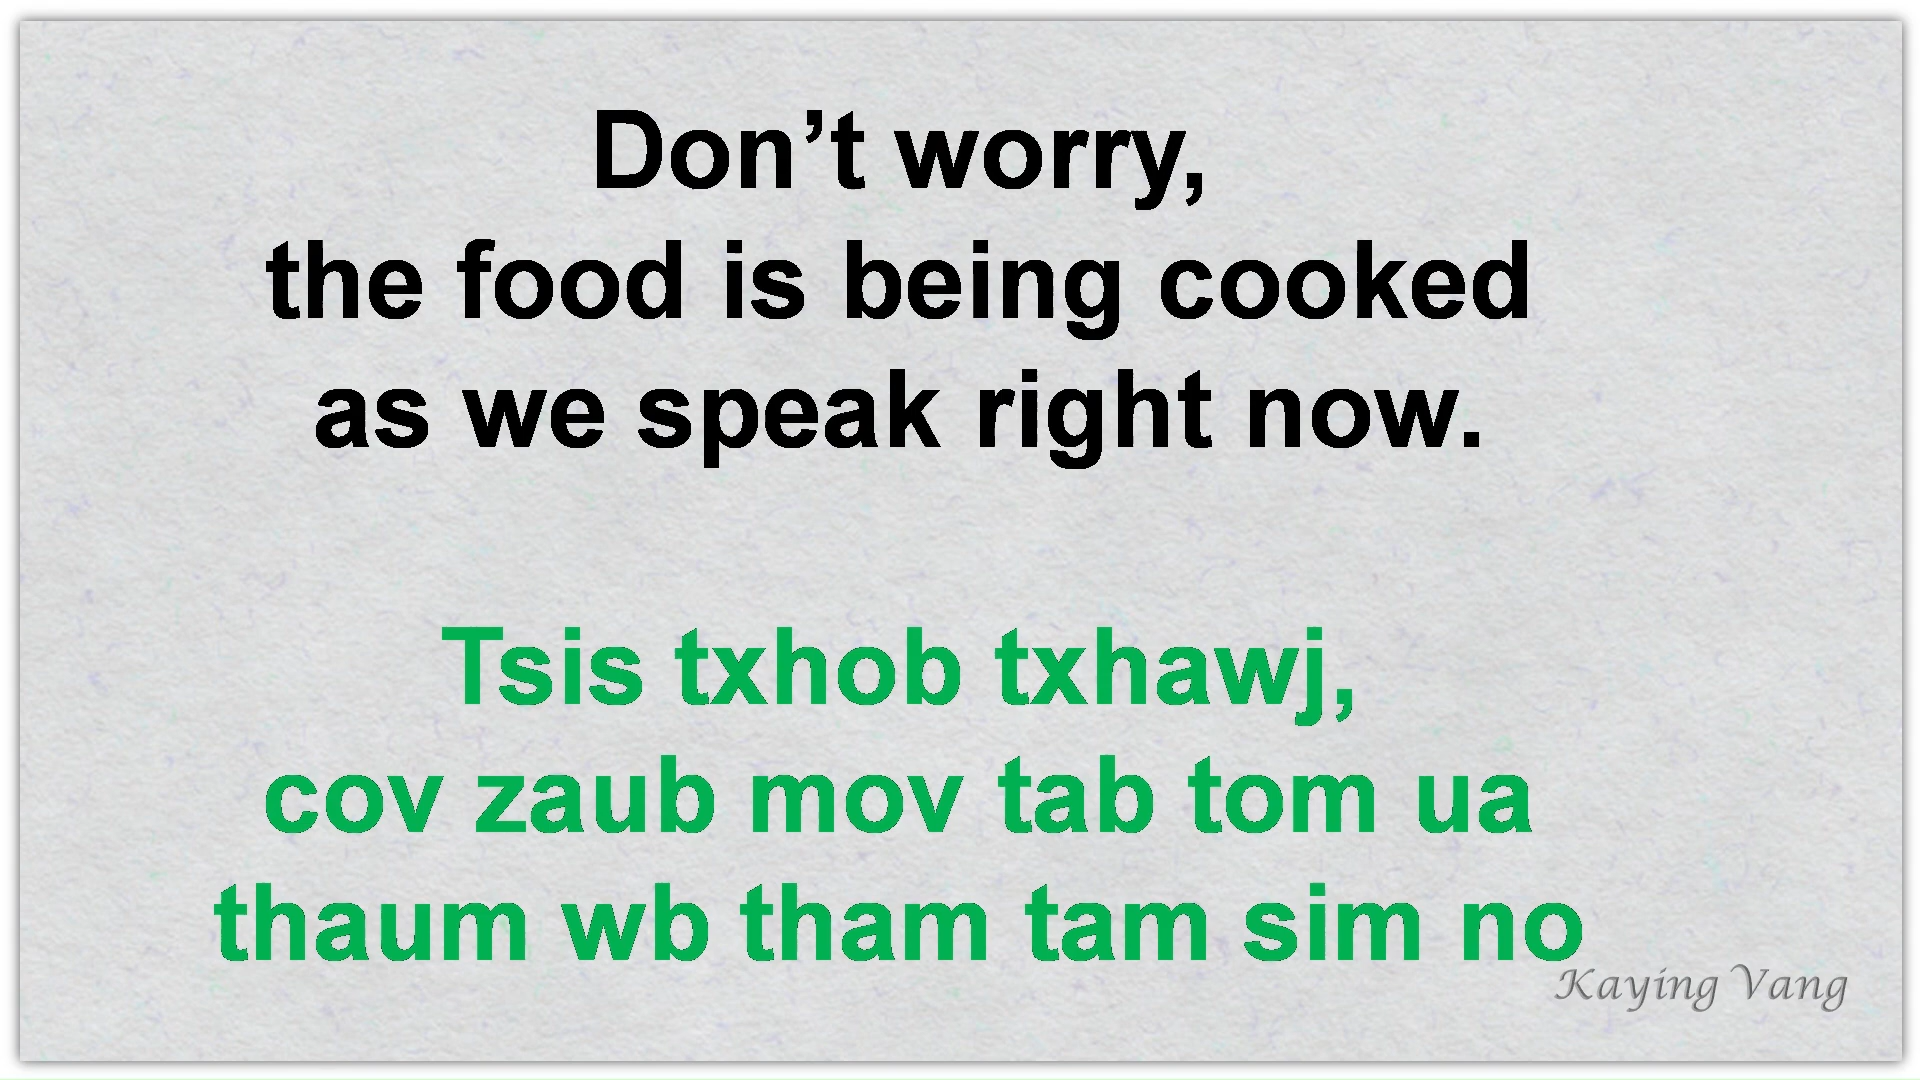 Don’t worry,
the food is being cooked
as we speak right now.
Tsis txhob txhawj,
cov zaub mov tab tom ua
thaum wb tham tam sim no
Kaying Vang